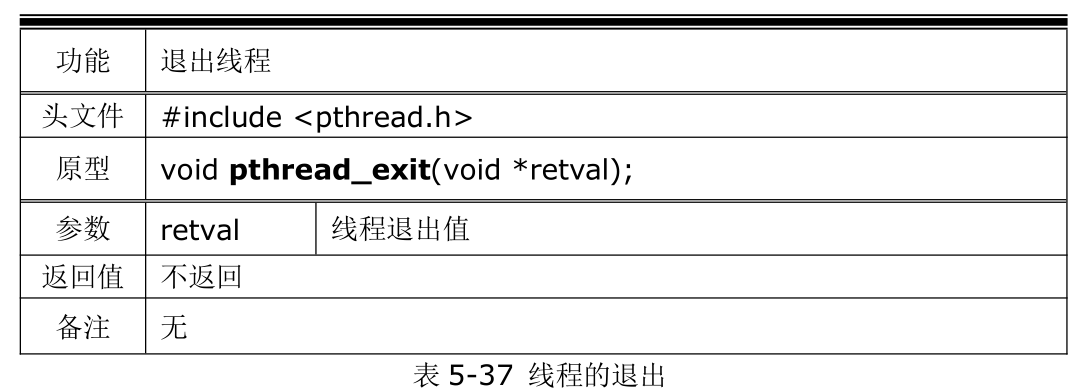 功能 退出线程
头文件 #include <pthread.h>
原型 void pthread_exit(void *retval);
参数 retval 线程退出值
返回值 不返回
备注 无
表 5-37 线程的退出